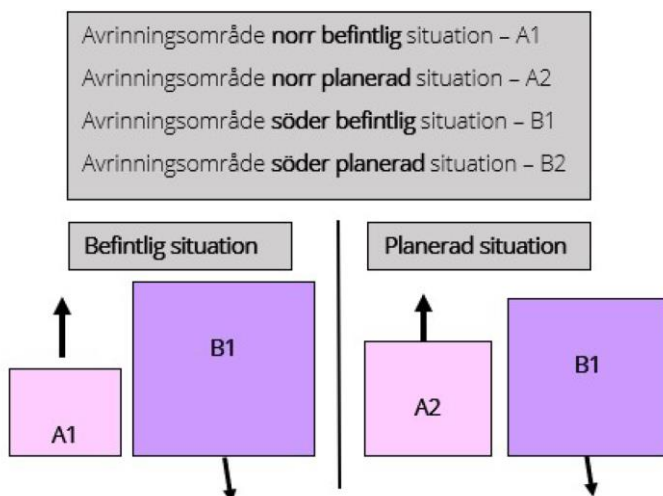 Avrinningsområde norr befintlig situation – A1
Avrinningsområde norr planerad situation – A2
Avrinningsområde söder befintlig situation – B1
Avrinningsområde söder planerad situation – B2
Befintlig situation
Planerad situation
A1
B1
A2
B1